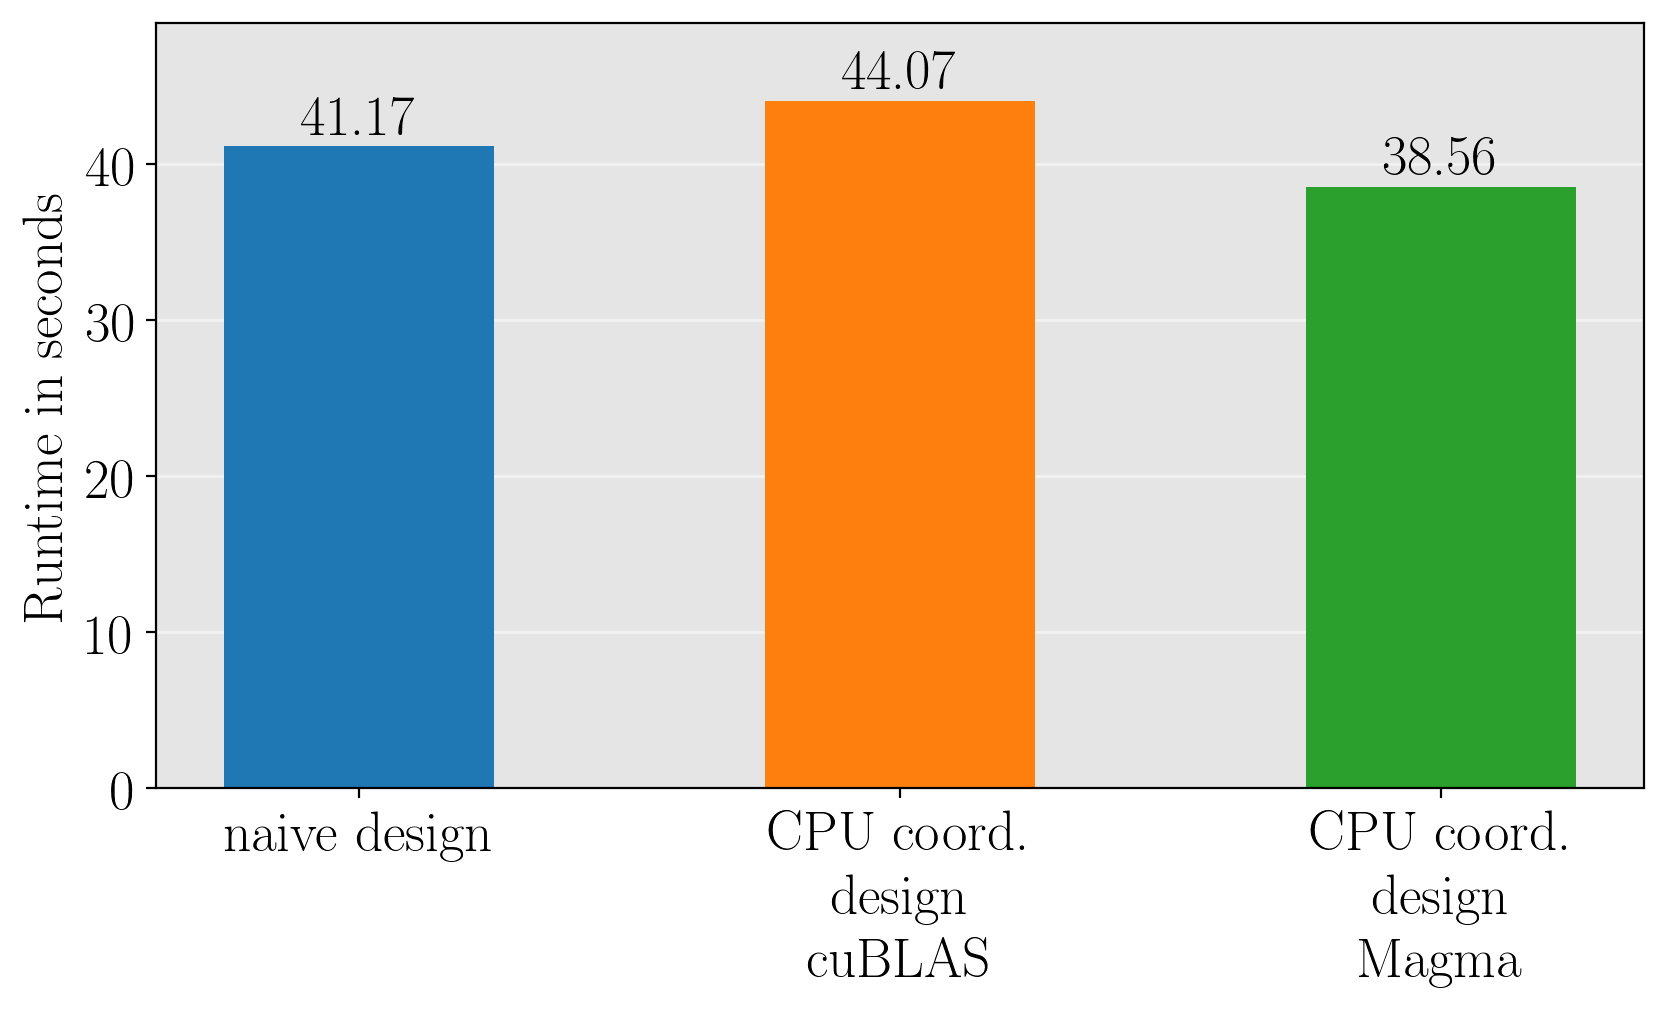 44.07
41.17
38.56
40
30
20
10
0
Runtime in seconds
naive design
CPU coord.
design
cuBLAS
CPU coord.
design
Magma